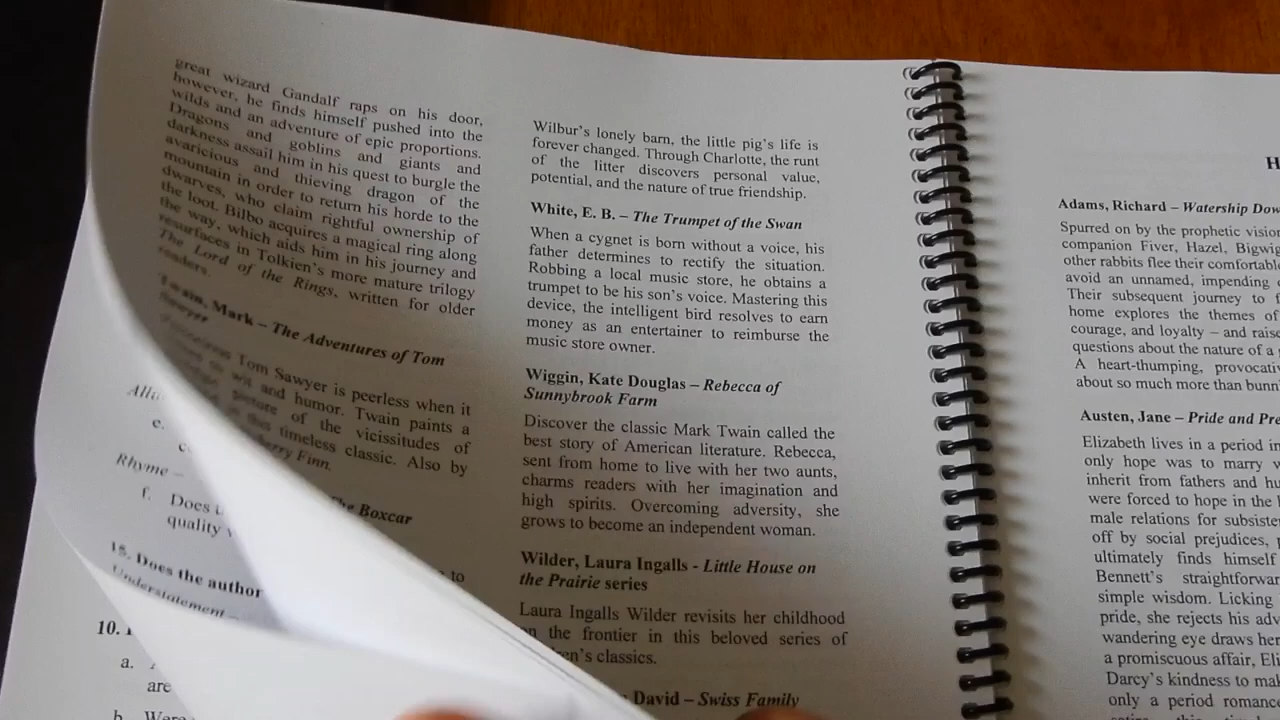 great wizard Gandalf raps on his door,
however, he finds himself pushed into the
wilds and an adventure of epic proportions.
Dragons and goblins and giants and
darkness assail him in his quest to burgle the
avaricious and thieving dragon of the
mountain in order to return his horde to the
dwarves, who claim rightful ownership of
the loot. Bilbo acquires a magical ring along
the way, which aids him in his journey and
resurfaces in Tolkien's more mature trilogy
The Lord of the Rings, written for older
readers.
Twain, Mark – The Adventures of Tom
Sawyer
Tom Sawyer is peerless when it
to wit and humor. Twain paints a
picture of the vicissitudes of
in this timeless classic. Also by
Finn.
The Boxcar
to
Rhyme –
f. Does
quality
15. Does the author
Understatement –
10.
a.
are
b. Were
Wilbur's lonely barn, the little pig's life is
forever changed. Through Charlotte, the runt
of the litter discovers personal value,
potential, and the nature of true friendship.
White, E. B. – The Trumpet of the Swan
When a cygnet is born without a voice, his
father determines to rectify the situation.
Robbing a local music store, he obtains a
trumpet to be his son's voice. Mastering this
device, the intelligent bird resolves to earn
money as an entertainer to reimburse the
music store owner.
Wiggin, Kate Douglas – Rebecca of
Sunnybrook Farm
Discover the classic Mark Twain called the
best story of American literature. Rebecca,
sent from home to live with her two aunts,
charms readers with her imagination and
high spirits. Overcoming adversity, she
grows to become an independent woman.
Wilder, Laura Ingalls - Little House on
the Prairie series
Laura Ingalls Wilder revisits her childhood
on the frontier in this beloved series of
classics.
David – Swiss Family
H
Adams, Richard – Watership Dow
Spurred on by the prophetic vision
companion Fiver, Hazel, Bigwig
other rabbits flee their comfortable
avoid an unnamed, impending
Their subsequent journey to
home explores the themes of
courage, and loyalty – and raise
questions about the nature of a
A heart-thumping, provocativ
about so much more than bunn
Austen, Jane – Pride and Pre
Elizabeth lives in a period in
only hope was to marry
inherit from fathers and hu
were forced to hope in the
male relations for subsiste
off by social prejudices,
ultimately finds himself
Bennett's straightforwar
simple wisdom. Licking
pride, she rejects his adv
wandering eye draws her
a promiscuous affair, Eli
Darcy's kindness to mak
only a period romanc